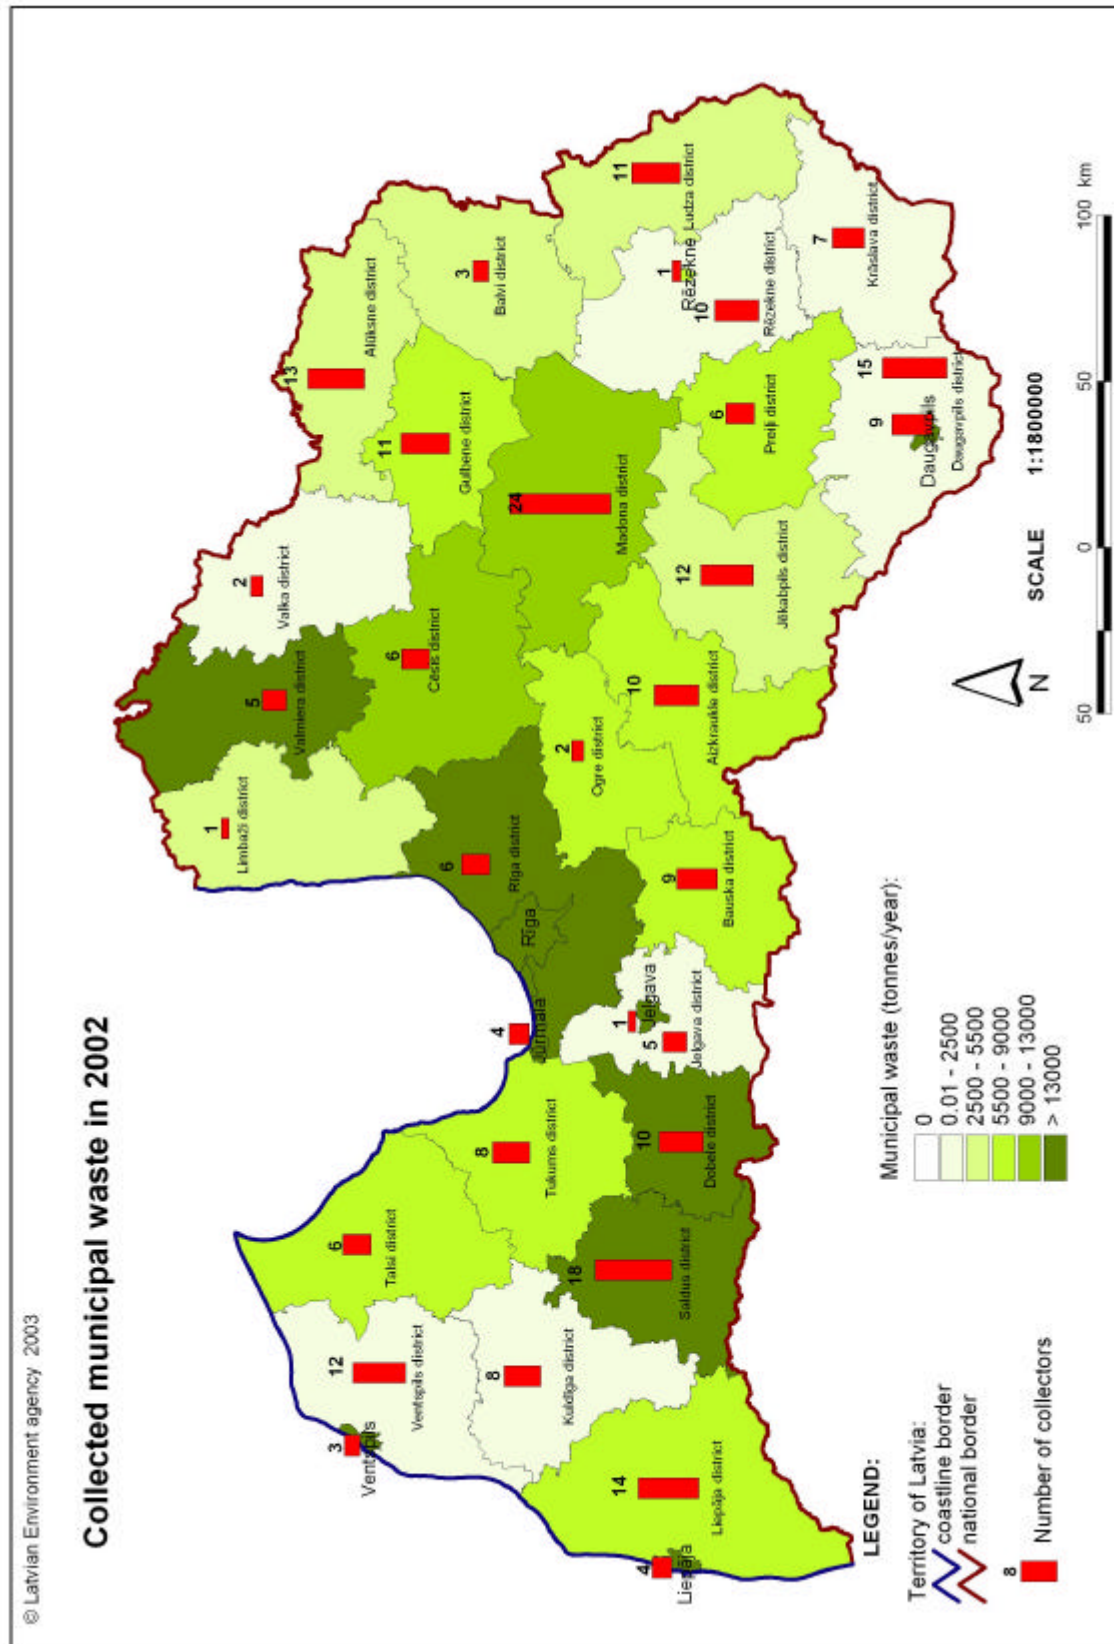 © Latvian Environment agency 2003
Collected municipal waste in 2002
1
Limbaži district
5
Valmiera district
2
Valka district
13
Alūksne district
6
Cēsis district
11
Gulbene district
3
Balvi district
6
Talsi district
12
Ventspils district
3
Ventspils
8
Kuldīga district
8
Tukums district
4
Jūrmala
Rīga
6
Rīga district
2
Ogre district
24
Madona district
11
Ludza district
1
Rēzekne
10
Rēzekne district
14
Liepāja district
4
Liepāja
18
Saldus district
10
Dobele district
1
Jelgava
5
Jelgava district
9
Bauska district
10
Aizkraukle district
12
Jēkabpils district
6
Preiļi district
7
Krāslava district
9
Daugavpils
15
Daugavpils district
LEGEND:
Territory of Latvia:
coastline border
national border
8
Number of collectors
Municipal waste (tonnes/year):
0
0.01 - 2500
2500 - 5500
5500 - 9000
9000 - 13000
> 13000
N
SCALE 1:1800000
50 0 50 100 km